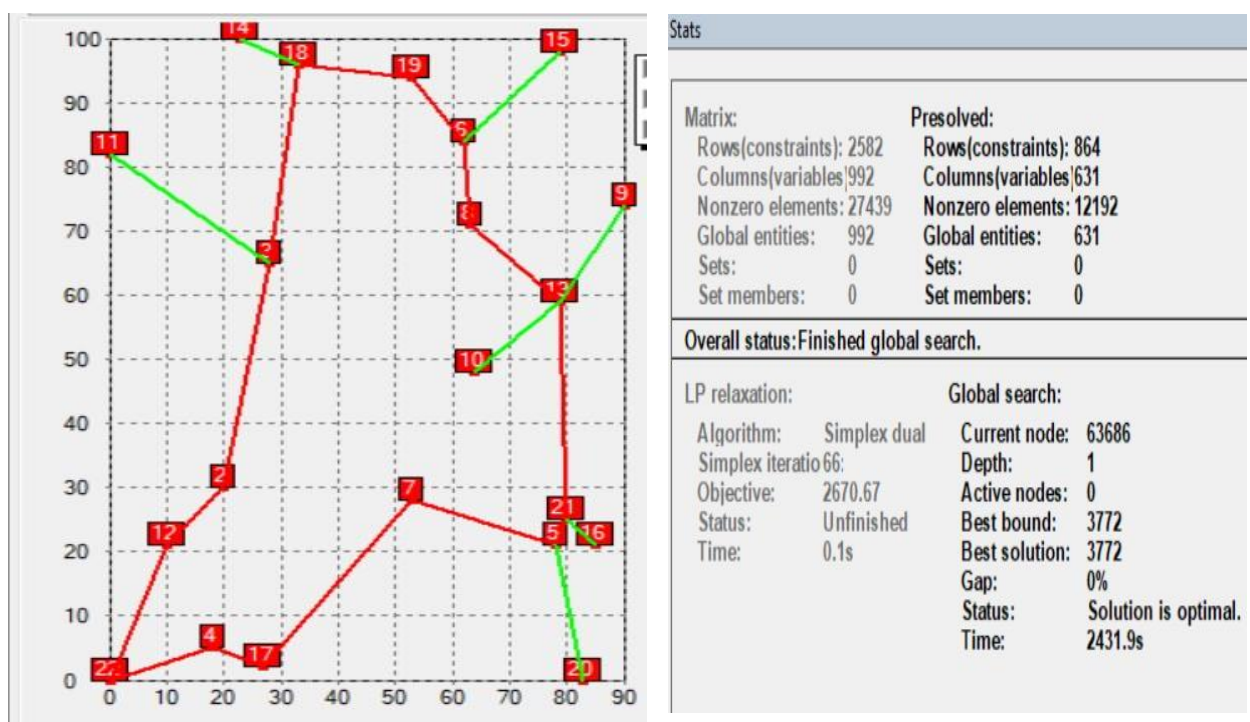 14
15
100
18
19
90
6
11
80
9
70
8
3
60
13
50
10
40
30
2
7
21
12
5
16
20
10
4
17
0
22
20
0 10 20 30 40 50 60 70 80 90
Stats
Matrix: Presolved:
Rows(constraints): 2582 Rows(constraints): 864
Columns(variables) 992 Columns(variables) 631
Nonzero elements: 27439 Nonzero elements: 12192
Global entities: 992 Global entities: 631
Sets: 0 Sets: 0
Set members: 0 Set members: 0
Overall status:Finished global search.
LP relaxation: Global search:
Algorithm: Simplex dual Current node: 63686
Simplex iteratio 66: Depth: 1
Objective: 2670.67 Active nodes: 0
Status: Unfinished Best bound: 3772
Time: 0.1s Best solution: 3772
Gap: 0%
Status: Solution is optimal.
Time: 2431.9s